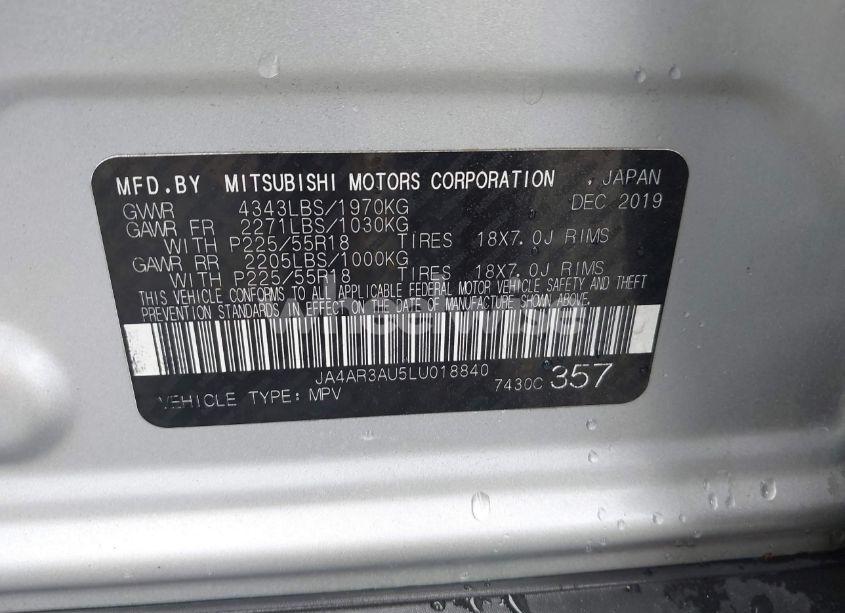 MFD.BY MITSUBISHI MOTORS CORPORATION , JAPAN
GVWR 4343LBS/1970KG DEC 2019
GAWR FR 2271LBS/1030KG
WITH P225/55R18 TIRES 18X7.0J RIMS
GAWR RR 2205LBS/1000KG
WITH P225/55R18 TIRES 18X7.0J RIMS
THIS VEHICLE CONFORMS TO ALL APPLICABLE FEDERAL MOTOR VEHICLE SAFETY AND THEFT
PREVENTION STANDARDS IN EFFECT ON THE DATE OF MANUFACTURE SHOWN ABOVE.
JA4AR3AU5LU018840
7430C 357
VEHICLE TYPE: MPV